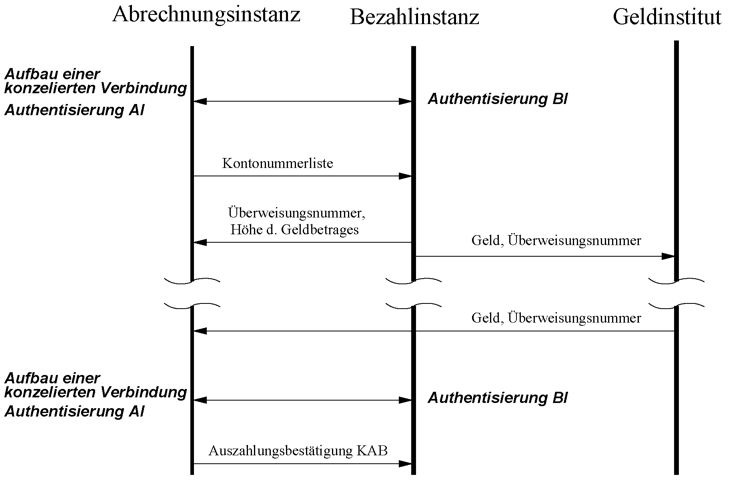 Abrechnungsinstanz
Bezahlinstanz
Geldinstitut
Aufbau einer
konzelierten Verbindung
Authentisierung AI
Authentisierung BI
Kontonummerliste
Überweisungsnummer,
Höhe d. Geldbetrages
Geld, Überweisungsnummer
Geld, Überweisungsnummer
Aufbau einer
konzelierten Verbindung
Authentisierung AI
Authentisierung BI
Auszahlungsbestätigung KAB